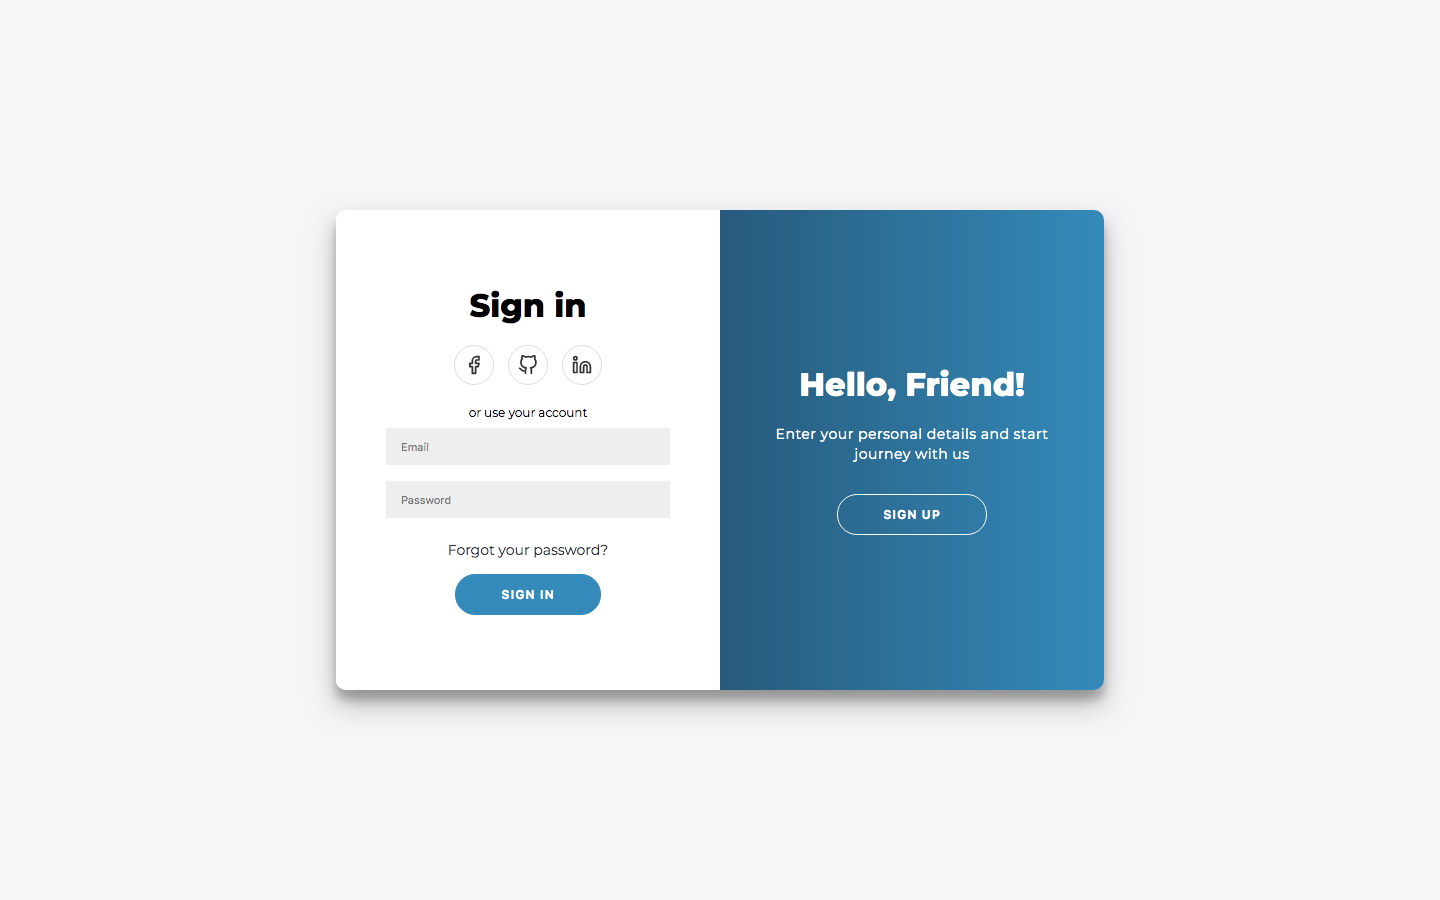 Sign in
or use your account
Email
Password
Forgot your password?
SIGN IN
Hello, Friend!
Enter your personal details and start
journey with us
SIGN UP